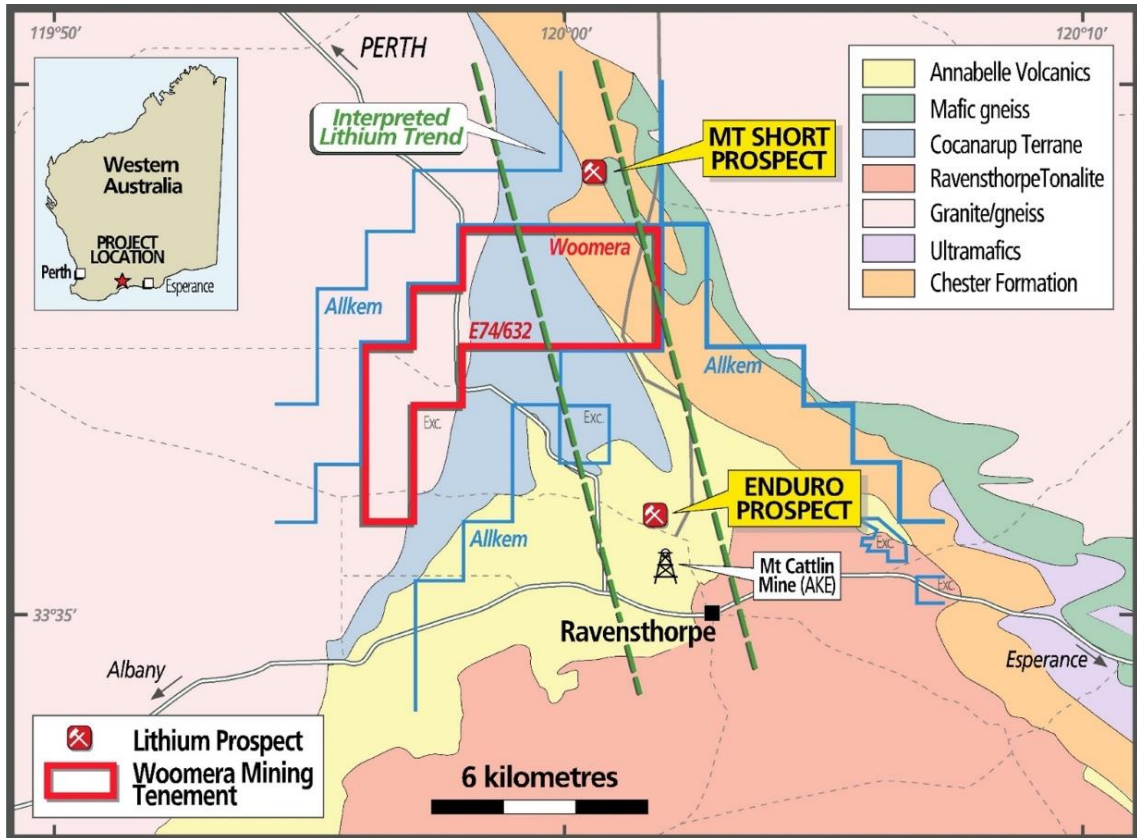 119°50'
120°00'
120°10'
PERTH
Interpreted
Lithium Trend
MT SHORT
PROSPECT
Western
Australia
PROJECT
LOCATION
Perth
Esperance
Annabelle Volcanics
Mafic gneiss
Cocanarup Terrane
RavensthorpeTonalite
Granite/gneiss
Ultramafics
Chester Formation
Woomera
Allkem
E74/632
Allkem
Exc.
Exc.
ENDURO
PROSPECT
Allkem
Exc.
Mt Cattlin
Mine (AKE)
Exc.
33°35'
Ravensthorpe
Albany
Esperance
Lithium Prospect
Woomera Mining
Tenement
6 kilometres